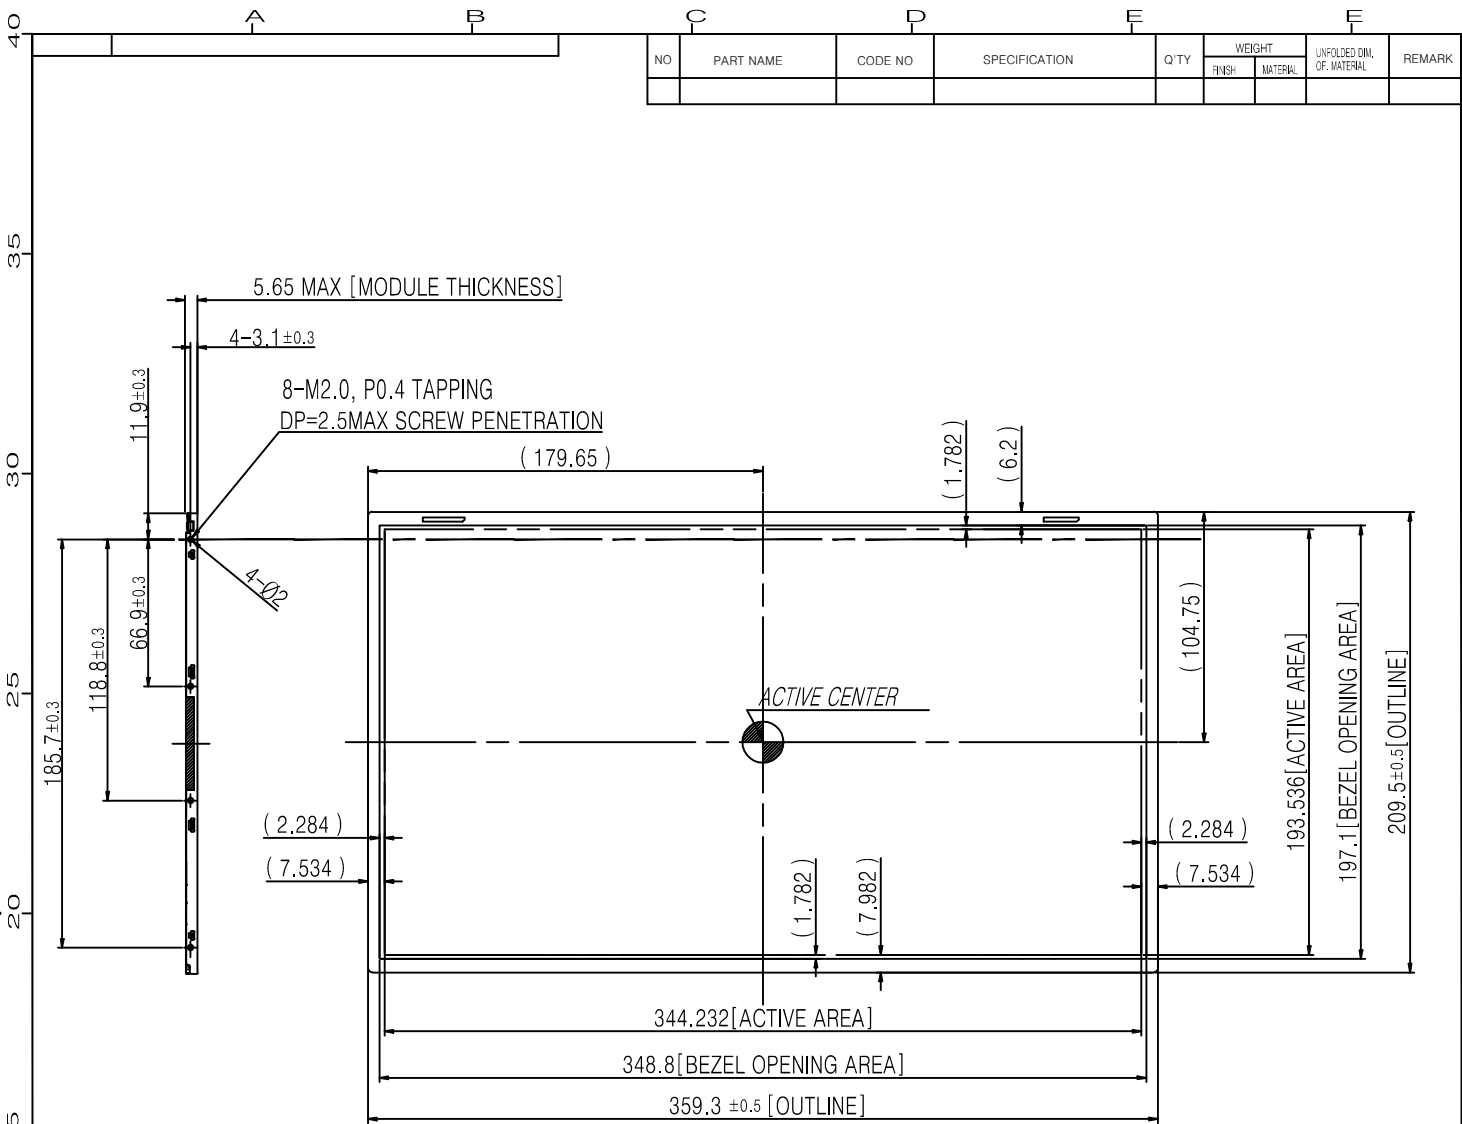 A B C D E E
40
35
30
25
20
5
NO PART NAME CODE NO SPECIFICATION Q'TY WEIGHT UNFOLDED DIM. OF. MATERIAL REMARK
FINISH MATERIAL
5.65 MAX [MODULE THICKNESS]
4-3.1±0.3
11.9±0.3
8-M2.0, P0.4 TAPPING
DP=2.5MAX SCREW PENETRATION
( 179.65 )
( 1.782 )
( 6.2 )
4-Ø2
66.9±0.3
118.8±0.3
185.7±0.3
( 104.75 )
ACTIVE CENTER
193.536[ACTIVE AREA]
197.1[BEZEL OPENING AREA]
209.5±0.5[OUTLINE]
( 2.284 )
( 7.534 )
( 1.782 )
( 7.982 )
( 2.284 )
( 7.534 )
344.232[ACTIVE AREA]
348.8[BEZEL OPENING AREA]
359.3 ±0.5 [OUTLINE]